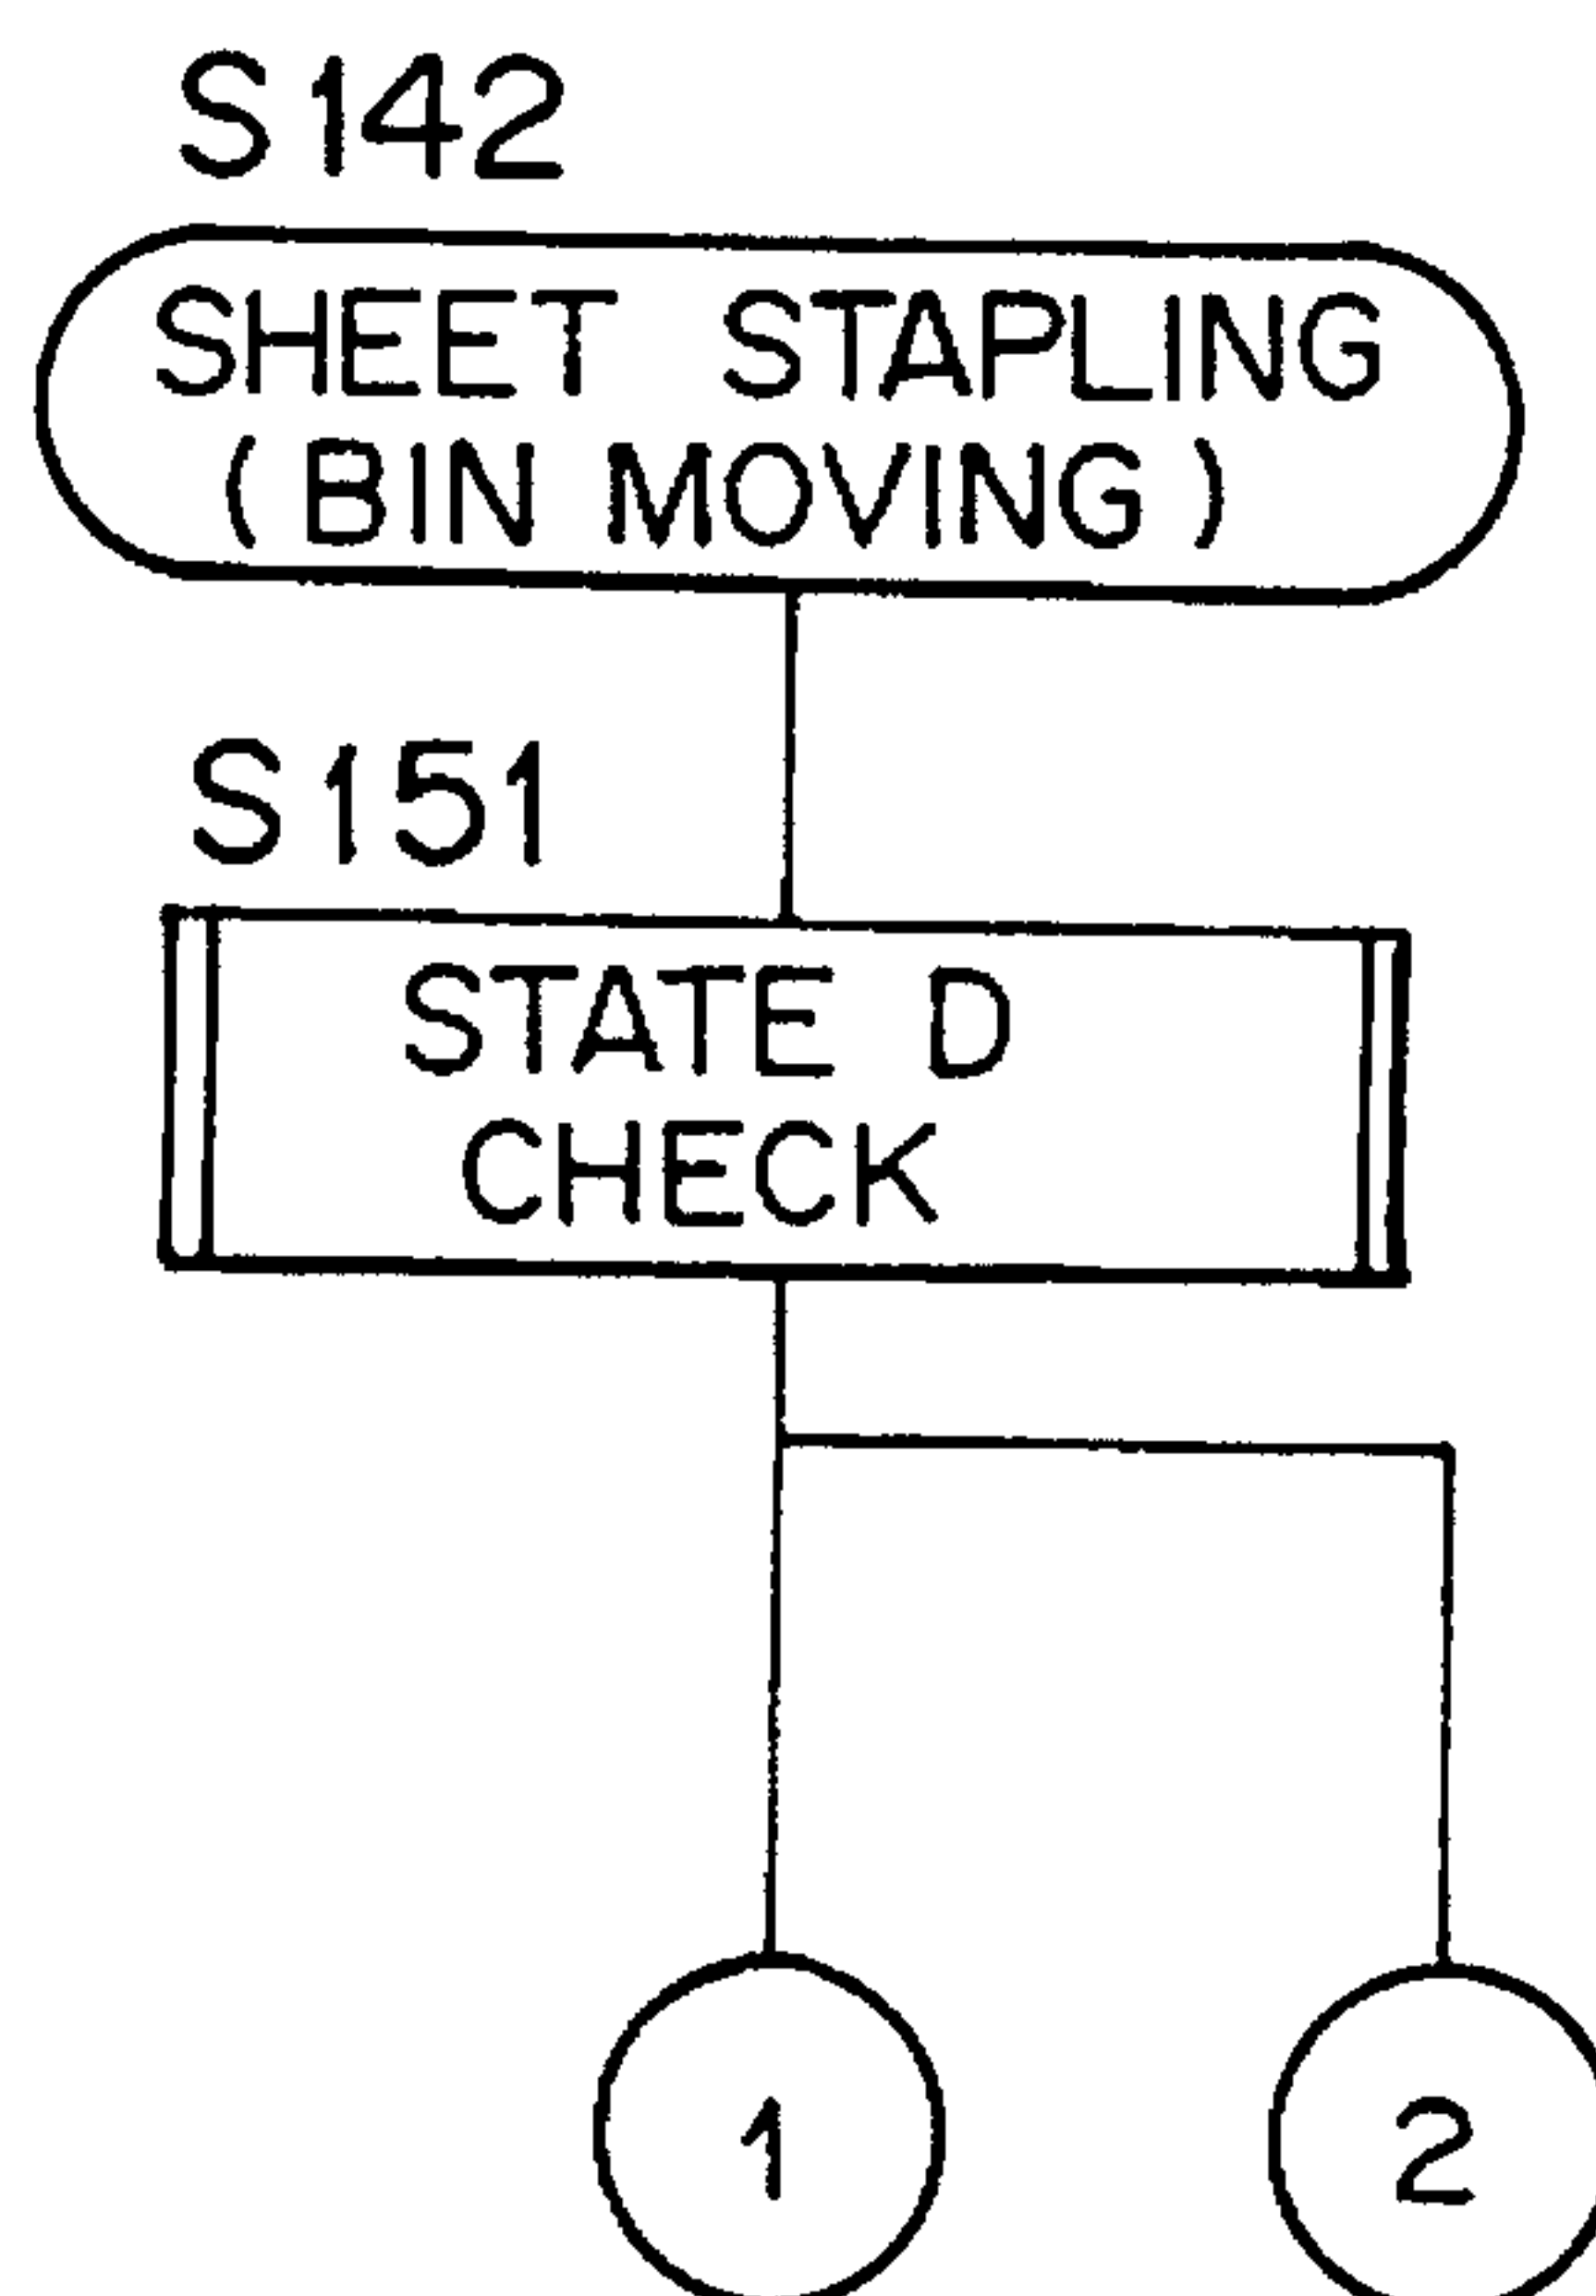 S142
SHEET STAPLING
(BIN MOVING)
S151
STATE D
CHECK
1
2